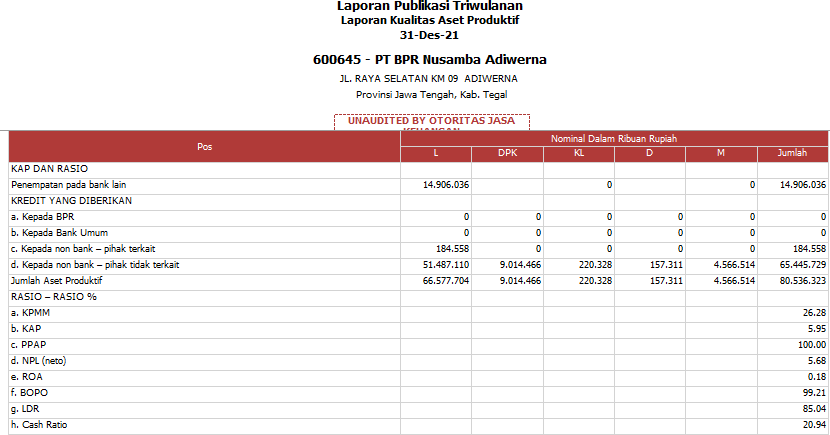 Laporan Publikasi Triwulanan
Laporan Kualitas Aset Produktif
31-Des-21
600645 - PT BPR Nusamba Adiwerna
JL. RAYA SELATAN KM 09 ADIWERNA
Provinsi Jawa Tengah, Kab. Tegal
UNAUDITED BY OTORITAS JASA
KEUANGAN
Pos Nominal Dalam Ribuan Rupiah
L DPK KL D M Jumlah
KAP DAN RASIO
Penempatan pada bank lain 14.906.036 0 0 14.906.036
KREDIT YANG DIBERIKAN
a. Kepada BPR 0 0 0 0 0 0
b. Kepada Bank Umum 0 0 0 0 0 0
c. Kepada non bank – pihak terkait 184.558 0 0 0 0 184.558
d. Kepada non bank – pihak tidak terkait 51.487.110 9.014.466 220.328 157.311 4.566.514 65.445.729
Jumlah Aset Produktif 66.577.704 9.014.466 220.328 157.311 4.566.514 80.536.323
RASIO – RASIO %
a. KPMM 26.28
b. KAP 5.95
c. PPAP 100.00
d. NPL (neto) 5.68
e. ROA 0.18
f. BOPO 99.21
g. LDR 85.04
h. Cash Ratio 20.94